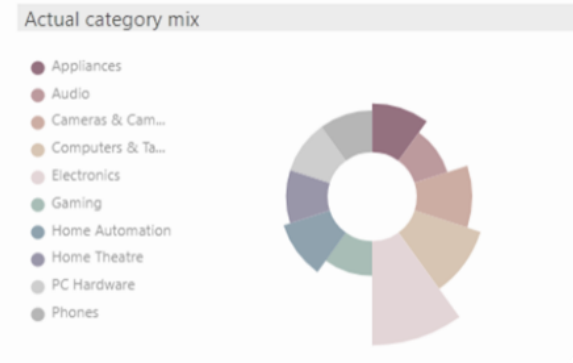 Actual category mix
Appliances
Audio
Cameras & Cam...
Computers & Ta...
Electronics
Gaming
Home Automation
Home Theatre
PC Hardware
Phones